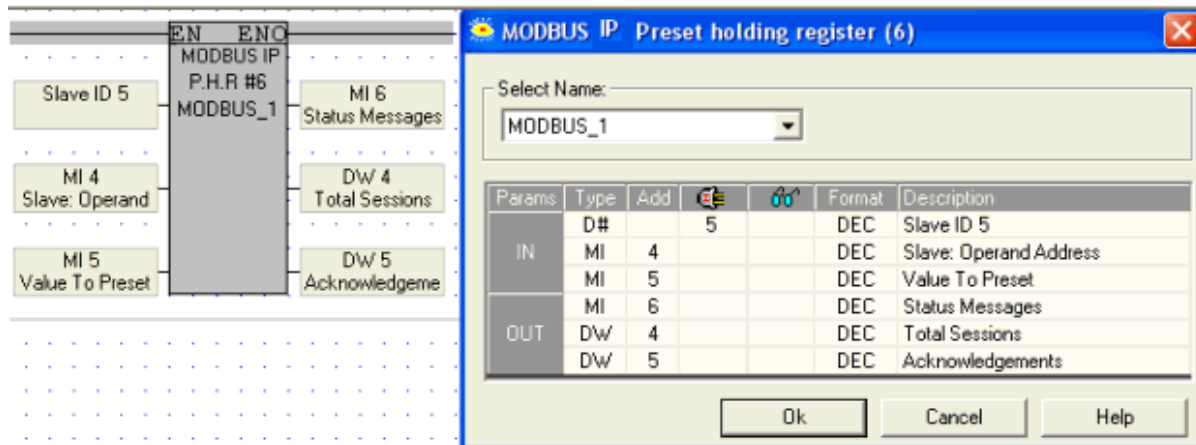 EN ENO
MODBUS IP
P.H.R #6
MODBUS_1
Slave ID 5
MI 4
Slave: Operand
MI 5
Value To Preset
MI 6
Status Messages
DW 4
Total Sessions
DW 5
Acknowledgeme
MODBUS IP Preset holding register (6)
Select Name:
MODBUS_1
Params Type Add Format Description
IN
D# 5 DEC Slave ID 5
MI 4 DEC Slave: Operand Address
MI 5 DEC Value To Preset
OUT
MI 6 DEC Status Messages
DW 4 DEC Total Sessions
DW 5 DEC Acknowledgements
Ok Cancel Help